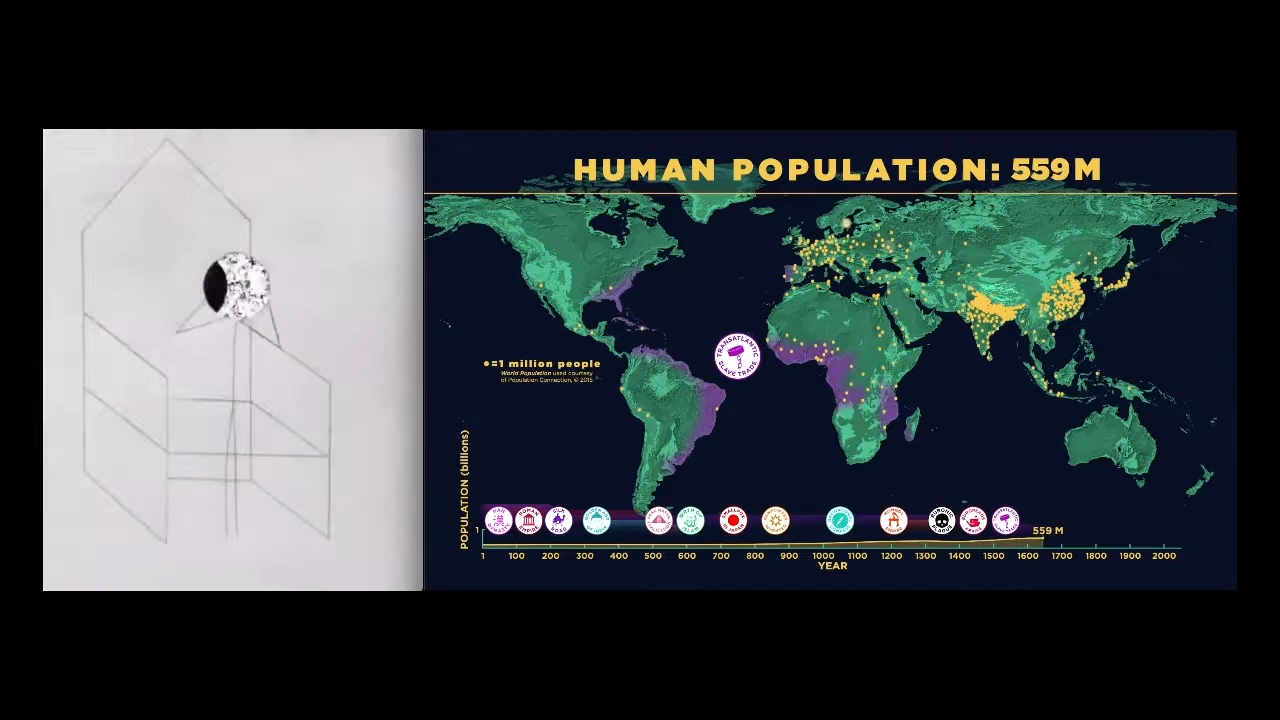 HUMAN POPULATION: 559M
TRANSATLANTIC
SLAVE TRADE
=1 million people
World Population used courtesy
of Population Connection, © 2015
POPULATION (billions)
1
559 M
1 100 200 300 400 500 600 700 800 900 1000 1100 1200 1300 1400 1500 1600 1700 1800 1900 2000
YEAR